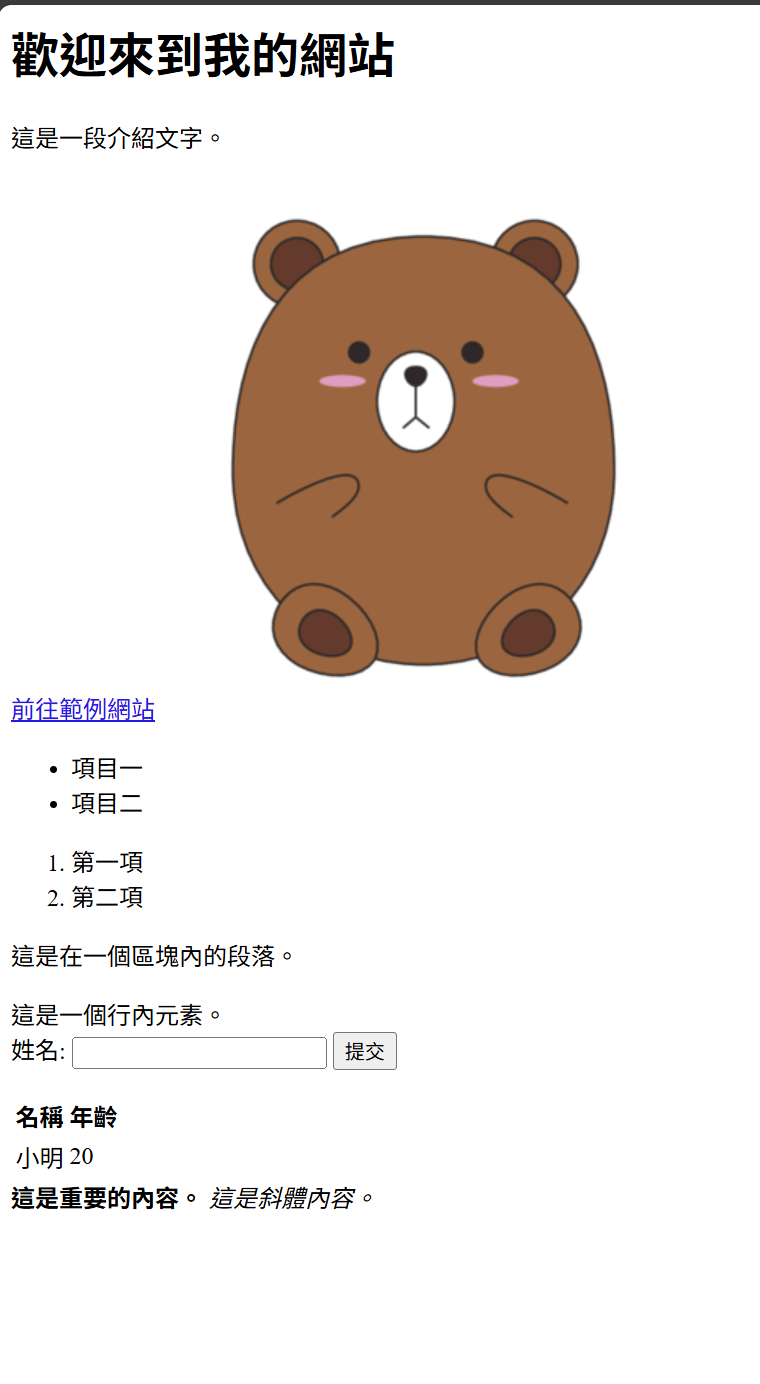 歡迎來到我的網站
這是一段介紹文字。
前往範例網站
• 項目一
• 項目二
1. 第一項
2. 第二項
這是在一個區塊內的段落。
這是一個行內元素。
姓名: 提交
名稱 年齡
小明 20
這是重要的內容。 這是斜體內容。